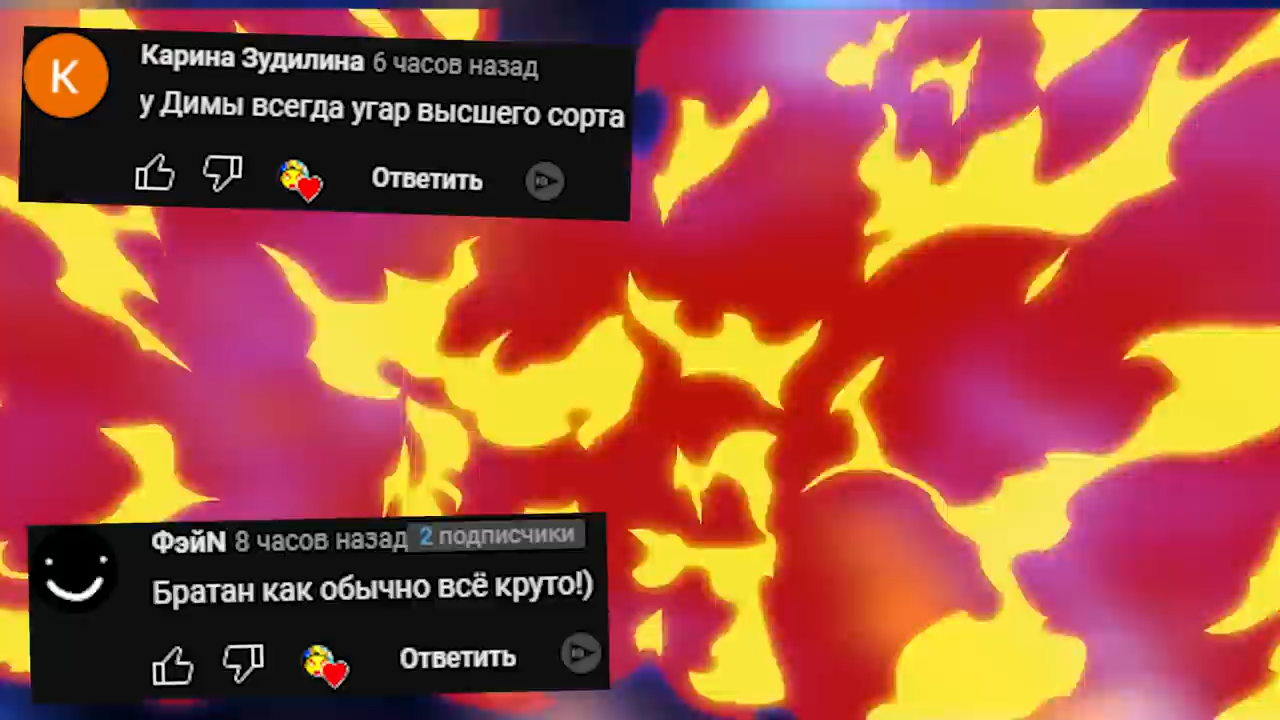 К
Карина Зудилина 6 часов назад
у Димы всегда угар высшего сорта
Ответить
ФэйN 8 часов назад 2 подписчики
Братан как обычно всё круто!)
Ответить